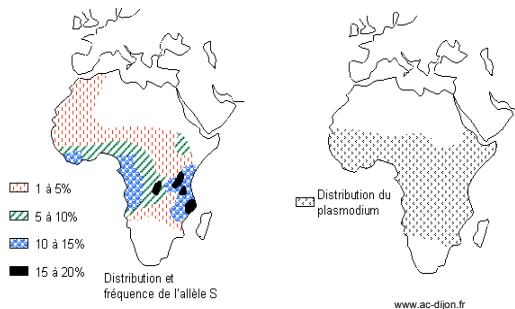 1 à 5%
5 à 10%
10 à 15%
15 à 20%
Distribution et
fréquence de l'allèle S
Distribution du
plasmodium
www.ac-dijon.fr